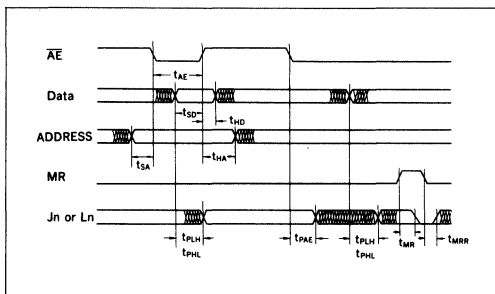 AE
tAE
Data
tSD
tHD
ADDRESS
tSA
tHA
MR
Jn or Ln
tPLH
tPHL
tPAE
tPLH
tPHL
tMR
tMRR